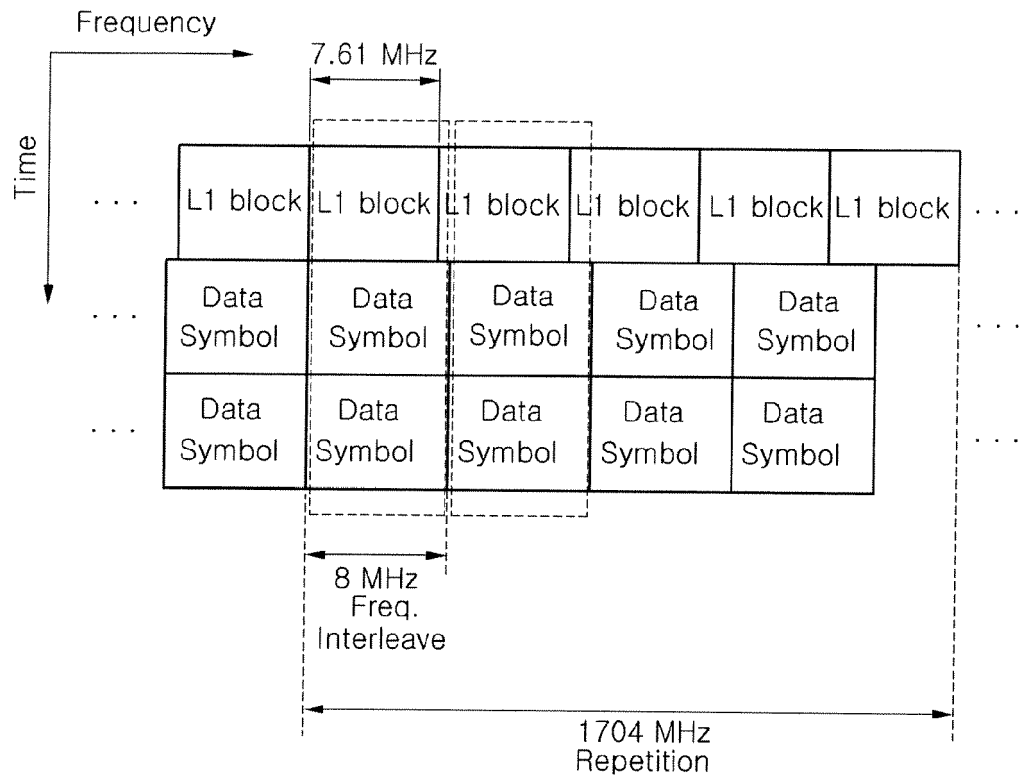 Frequency
7.61 MHz
Time
. . . L1 block L1 block L1 block L1 block L1 block L1 block . . .
. . . Data Symbol Data Symbol Data Symbol Data Symbol Data Symbol . . .
. . . Data Symbol Data Symbol Data Symbol Data Symbol Data Symbol . . .
8 MHz
Freq.
Interleave
1704 MHz
Repetition